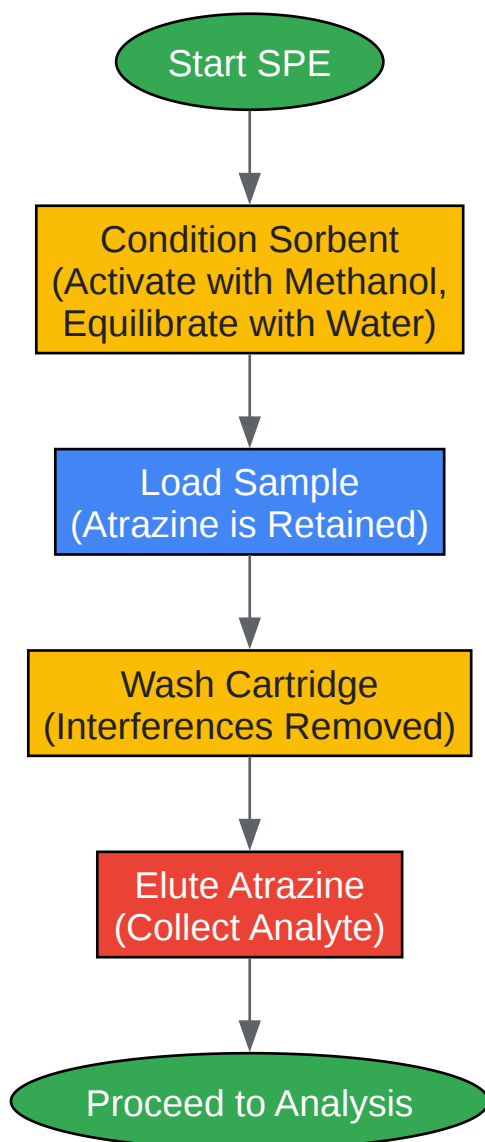 Start SPE
Condition Sorbent
(Activate with Methanol,
Equilibrate with Water)
Load Sample
(Atrazine is Retained)
Wash Cartridge
(Interferences Removed)
Elute Atrazine
(Collect Analyte)
Proceed to Analysis